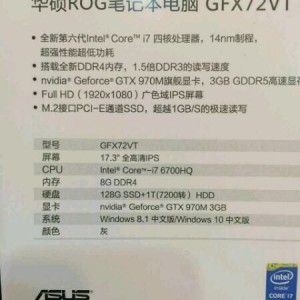 华硕ROG笔记本电脑 GFX72VT
• 全新第六代Intel® Core™ i7 四核处理器，14nm制程，
超强性能超低功耗
• 搭载全新DDR4内存，1.5倍DDR3的读写速度
• nvidia® Geforce® GTX 970M旗舰显卡，3GB GDDR5高速显存
• Full HD (1920x1080) 广色域IPS屏幕
• M.2接口PCI-E通道SSD，超越1GB/S的极速读写
型号 GFX72VT
屏幕 17.3" 全高清IPS
CPU Intel® Core™-i7 6700HQ
内存 8G DDR4
硬盘 128G SSD+1T(7200转）HDD
显卡 nvidia® Geforce® GTX 970M 3GB
系统 Windows 8.1 中文版/Windows 10 中文版
颜色 灰
ASUS
intel
inside
CORE i7